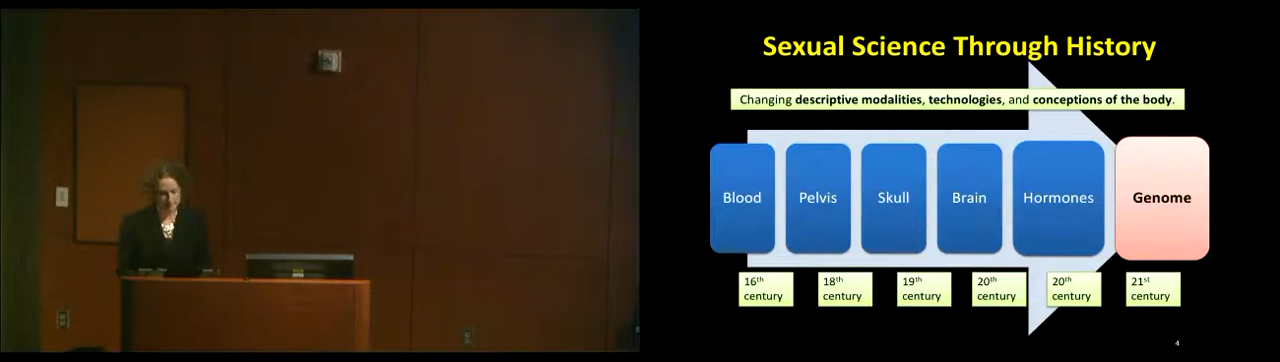 Sexual Science Through History
Changing descriptive modalities, technologies, and conceptions of the body.
Blood
Pelvis
Skull
Brain
Hormones
Genome
16th
century
18th
century
19th
century
20th
century
20th
century
21st
century
4